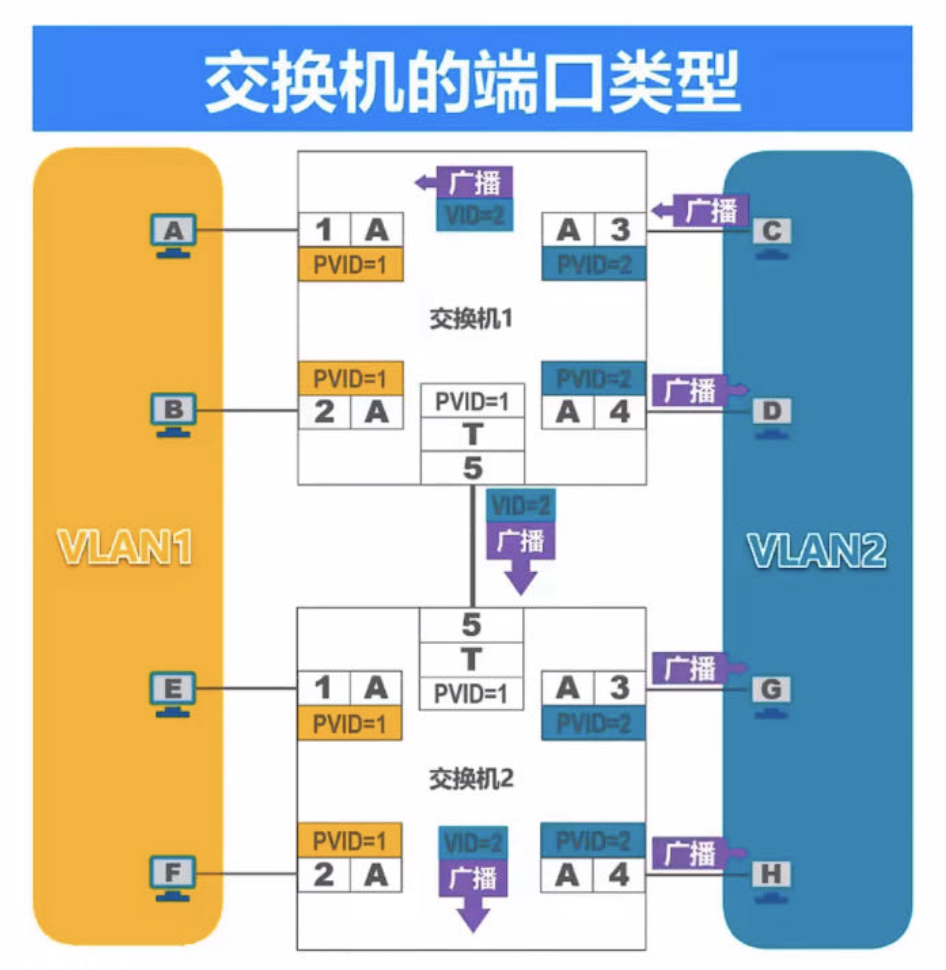 交换机的端口类型
广播
VID=2
广播
A
1 A
A 3
C
PVID=1
PVID=2
交换机1
PVID=1
PVID=2
广播
B
2 A
PVID=1
A 4
D
T
5
VID=2
广播
VLAN1
VLAN2
5
T
PVID=1
广播
E
1 A
A 3
G
PVID=1
PVID=2
交换机2
PVID=1
VID=2
PVID=2
广播
F
2 A
广播
A 4
H